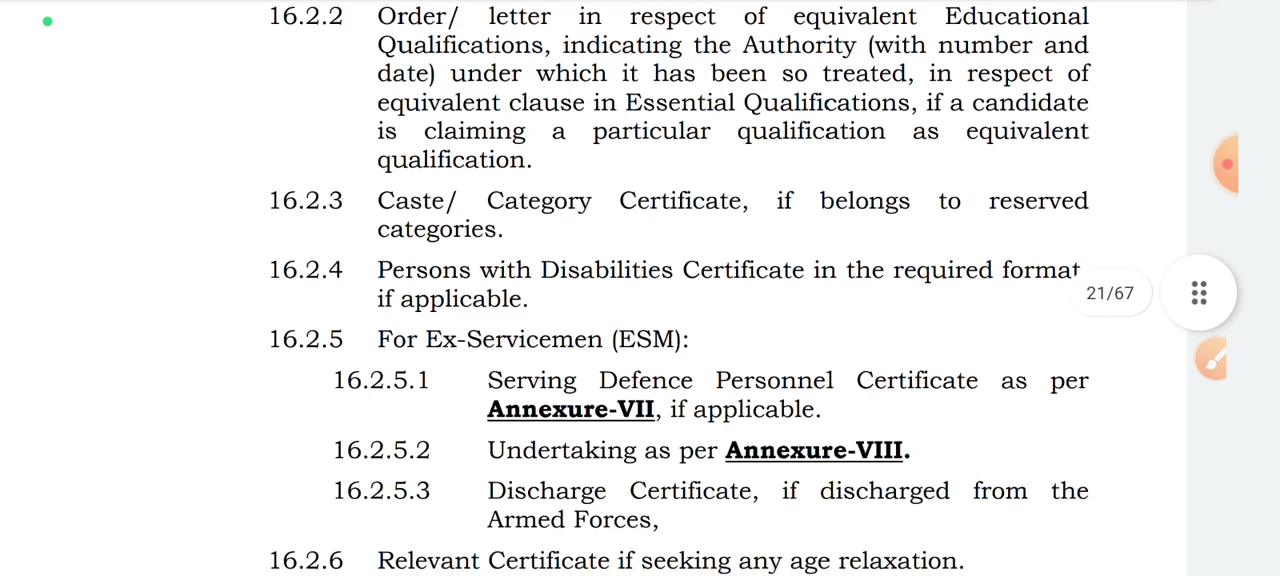 16.2.2 Order/ letter in respect of equivalent Educational
Qualifications, indicating the Authority (with number and
date) under which it has been so treated, in respect of
equivalent clause in Essential Qualifications, if a candidate
is claiming a particular qualification as equivalent
qualification.
16.2.3 Caste/ Category Certificate, if belongs to reserved
categories.
16.2.4 Persons with Disabilities Certificate in the required format
if applicable.
21/67
16.2.5 For Ex-Servicemen (ESM):
16.2.5.1 Serving Defence Personnel Certificate as per
Annexure-VII, if applicable.
16.2.5.2 Undertaking as per Annexure-VIII.
16.2.5.3 Discharge Certificate, if discharged from the
Armed Forces,
16.2.6 Relevant Certificate if seeking any age relaxation.